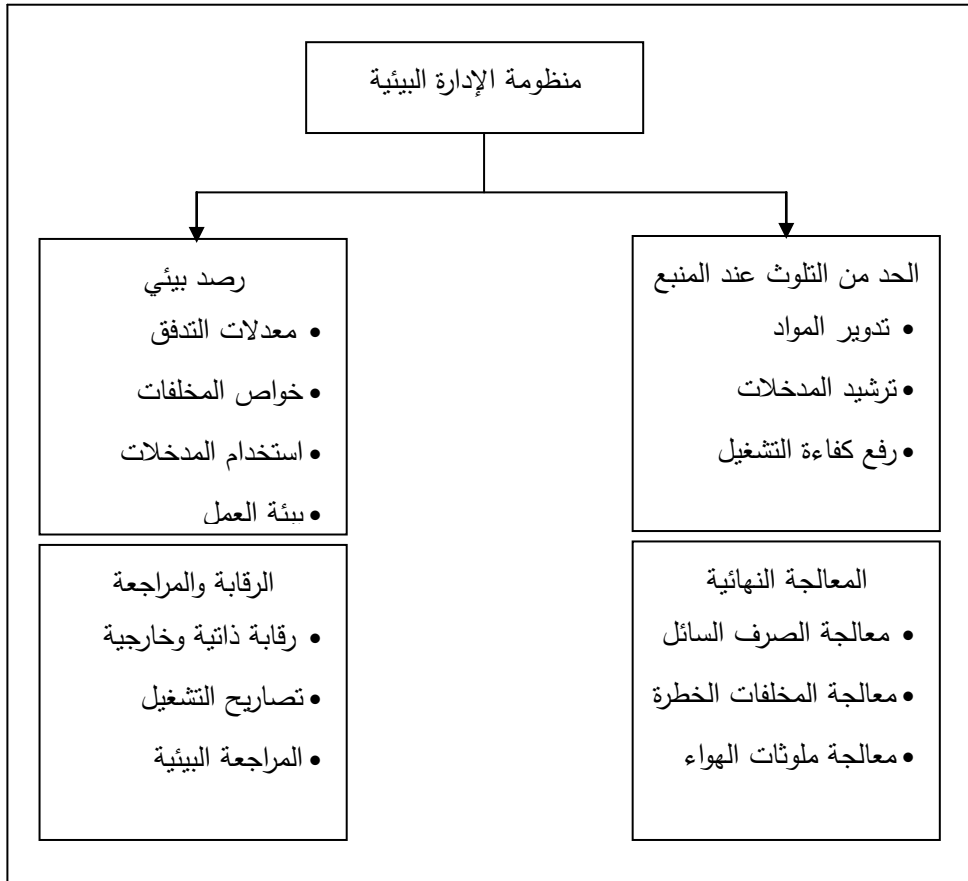 منظومة الإدارة البيئية
الحد من التلوث عند المنبع
• تدوير المواد
• ترشيد المدخلات
• رفع كفاءة التشغيل
المعالجة النهائية
• معالجة الصرف السائل
• معالجة المخلفات الخطرة
• معالجة ملوثات الهواء
رصد بيئي
• معدلات التدفق
• خواص المخلفات
• استخدام المدخلات
• بيئة العمل
الرقابة والمراجعة
• رقابة ذاتية وخارجية
• تصاريح التشغيل
• المراجعة البيئية